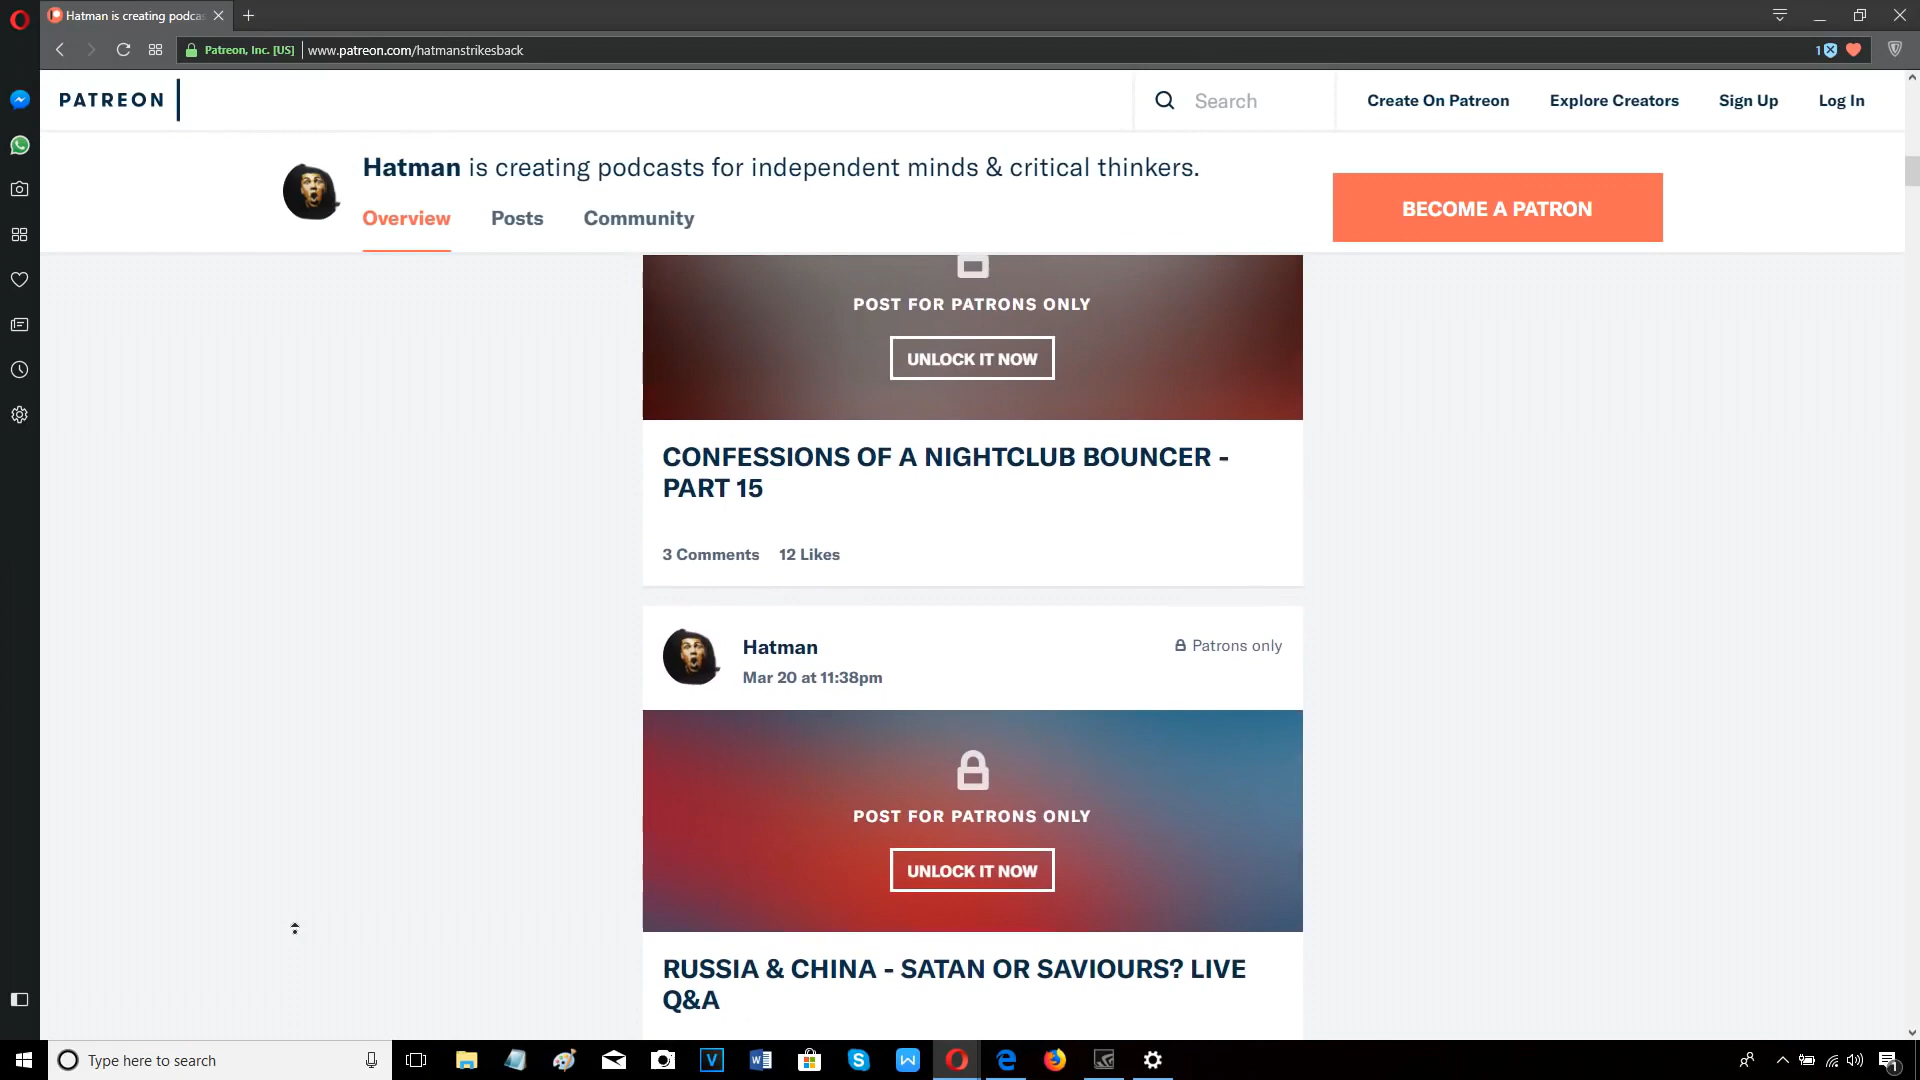 Hatman is creating podca
Patreon, Inc. [US]
www.patreon.com/hatmanstrikesback
1
PATREON
Search
Create On Patreon
Explore Creators
Sign Up
Log In
Hatman is creating podcasts for independent minds & critical thinkers.
Overview
Posts
Community
BECOME A PATRON
POST FOR PATRONS ONLY
UNLOCK IT NOW
CONFESSIONS OF A NIGHTCLUB BOUNCER -
PART 15
3 Comments
12 Likes
Hatman
Mar 20 at 11:38pm
Patrons only
POST FOR PATRONS ONLY
UNLOCK IT NOW
RUSSIA & CHINA - SATAN OR SAVIOURS? LIVE
Q&A
Type here to search
1